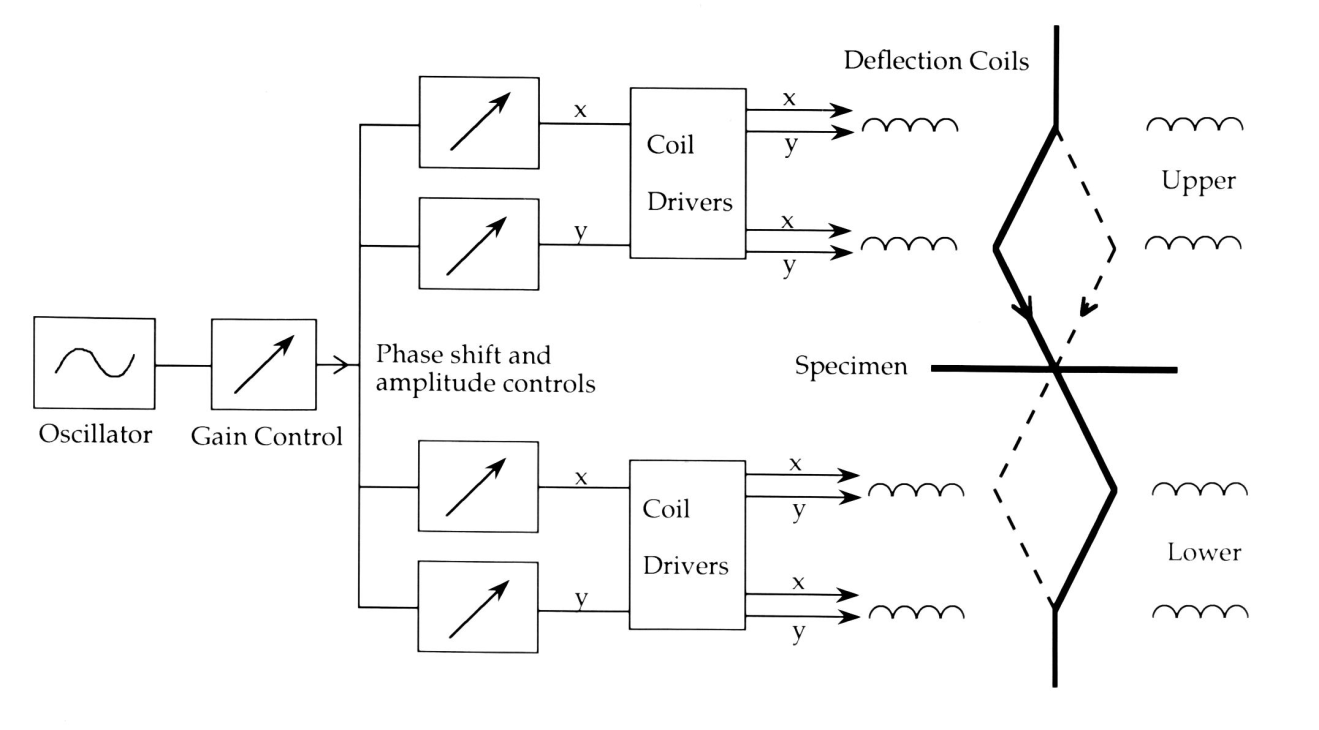 Deflection Coils
x
x
Coil
Drivers
y
Upper
y
x
y
Phase shift and
amplitude controls
Specimen
Oscillator
Gain Control
x
x
Coil
Drivers
y
Lower
y
x
y